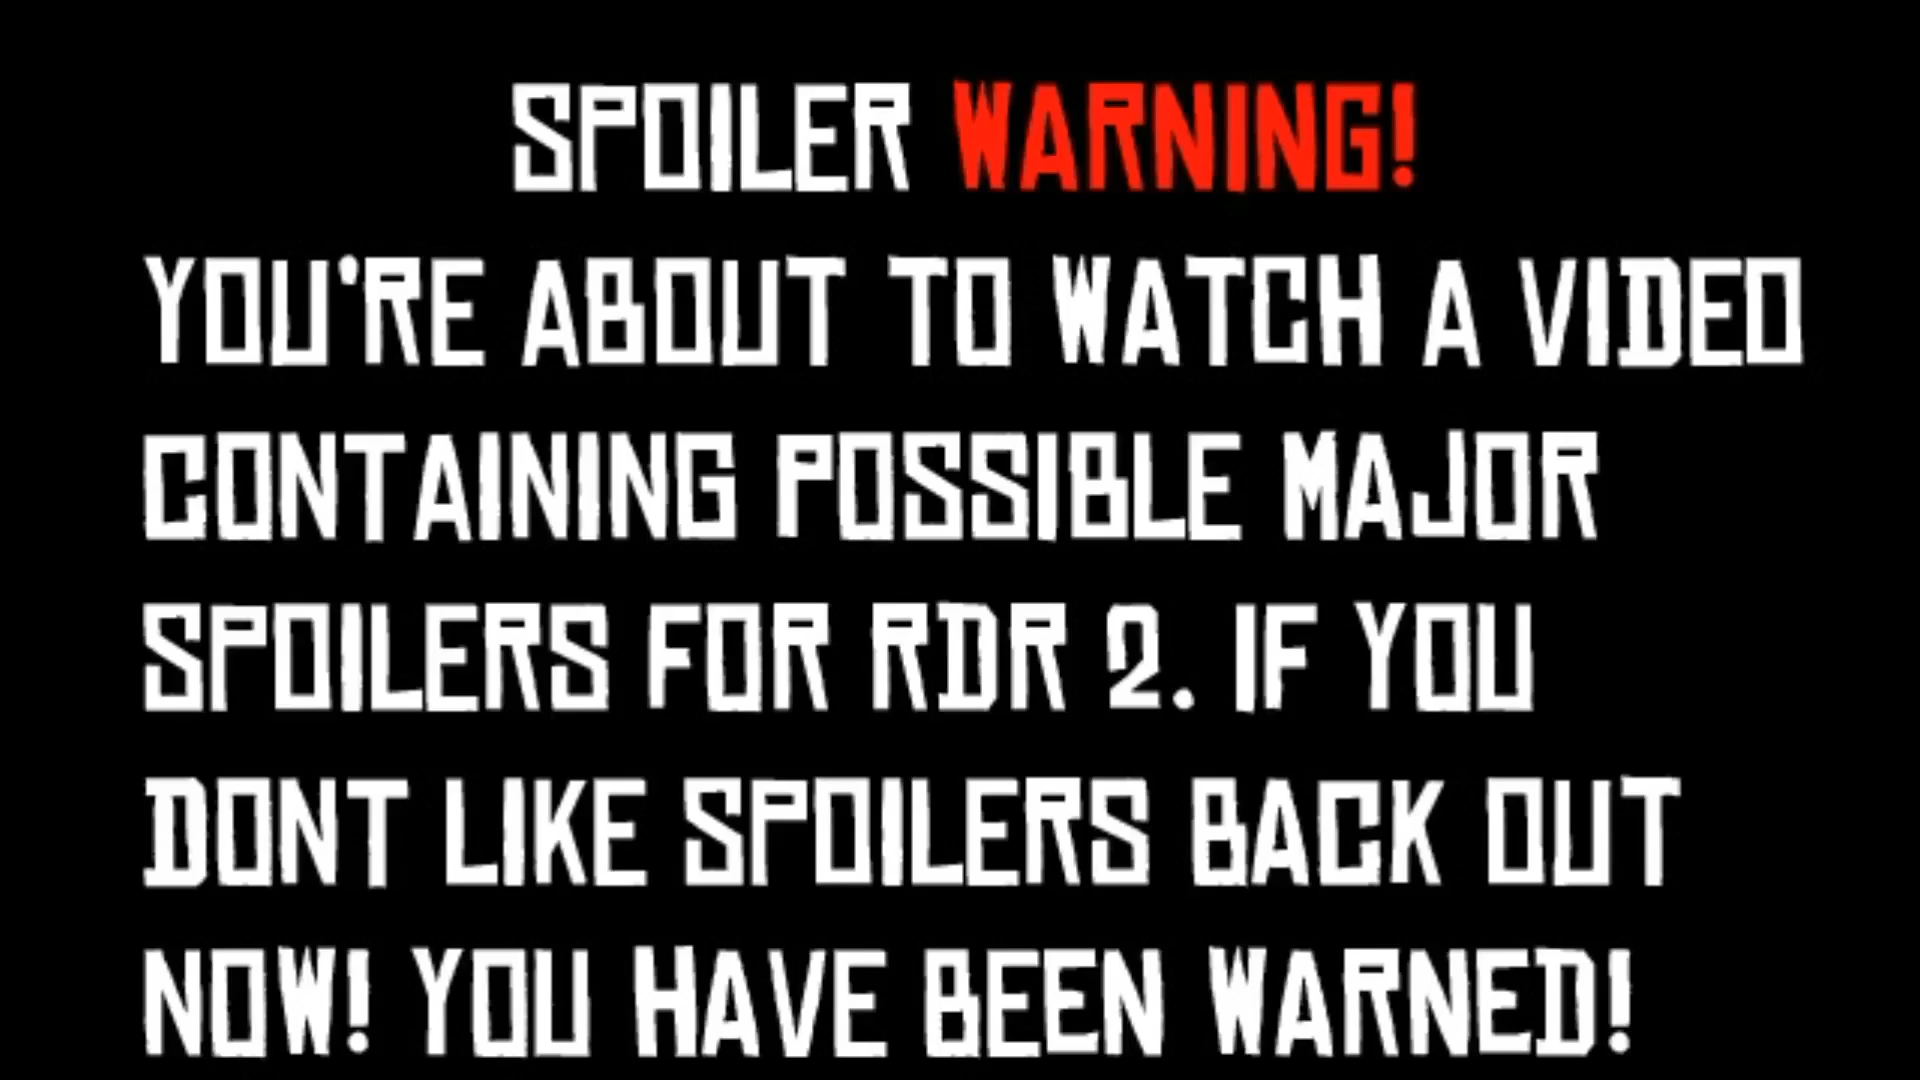 SPOILER WARNING!
YOU'RE ABOUT TO WATCH A VIDEO
CONTAINING POSSIBLE MAJOR
SPOILERS FOR RDR 2. IF YOU
DONT LIKE SPOILERS BACK OUT
NOW! YOU HAVE BEEN WARNED!